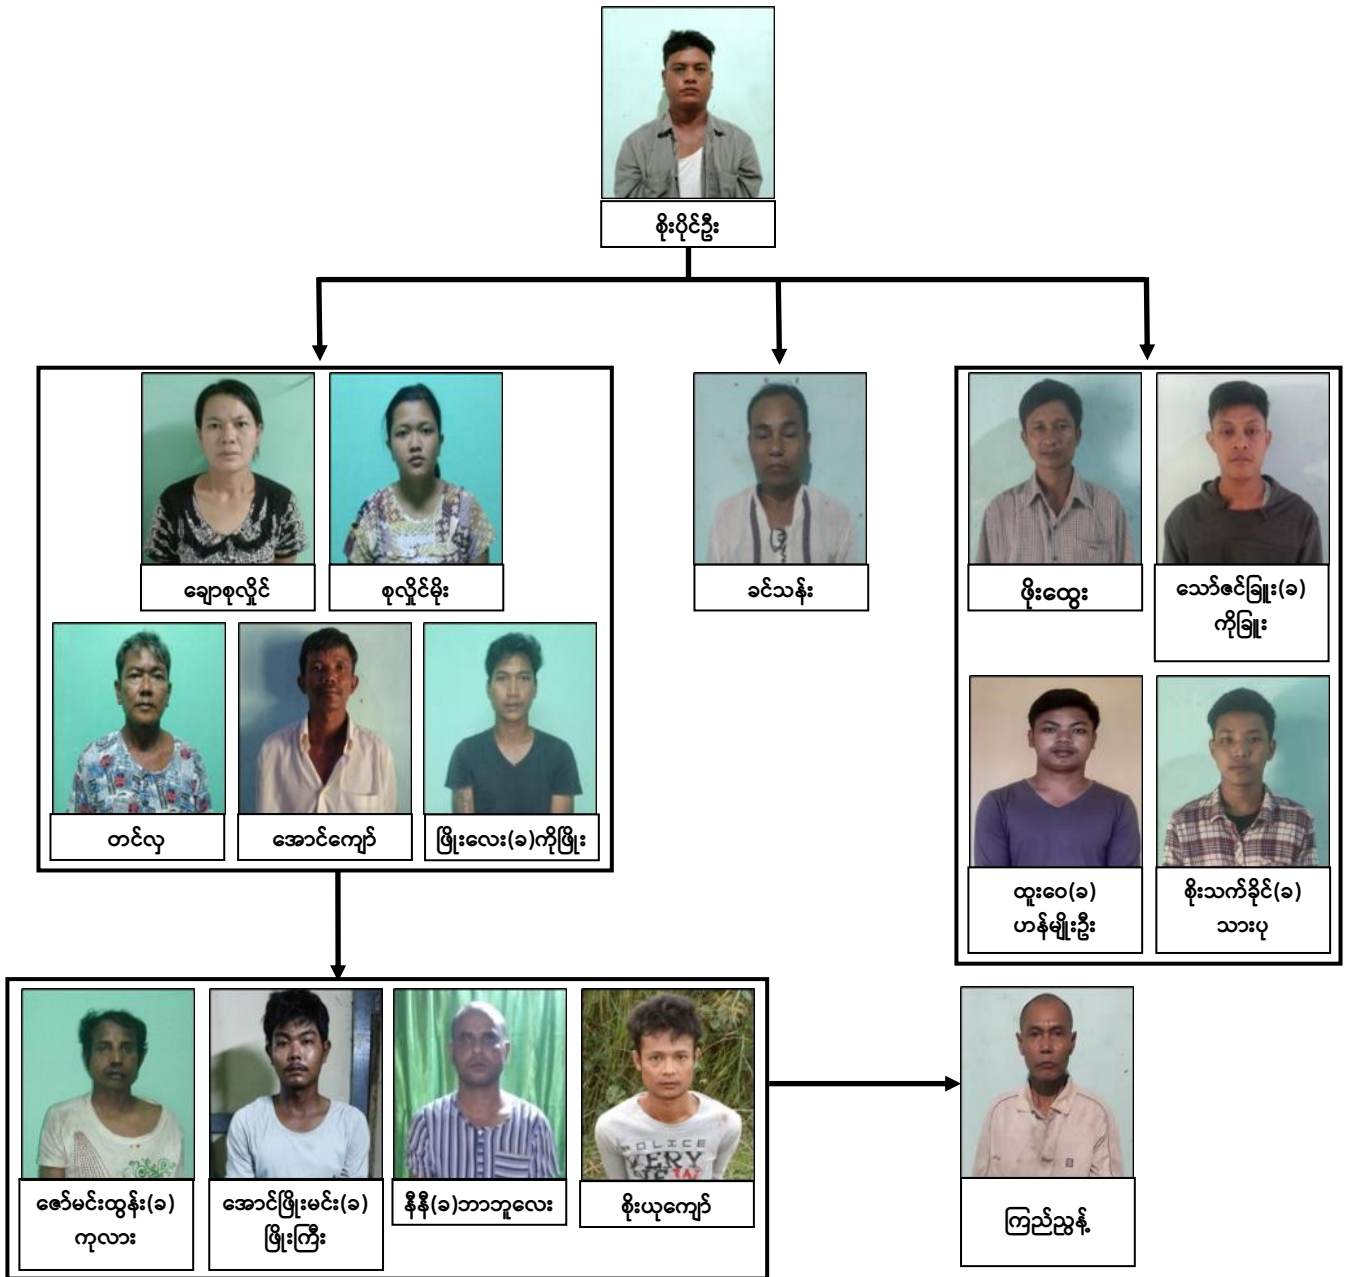 စိုးပိုင်ဦး
ချောစုလှိုင်
စုလှိုင်မိုး
ခင်သန်း
ဖိုးထွေး
သော်ဇင်ဖြူး(ခ)
ကိုဖြူး
တင်လှ
အောင်ကျော်
ဖြိုးလေး(ခ)ကိုဖြိုး
ထူးဝေ(ခ)
ဟန်မျိုးဦး
စိုးသက်ခိုင်(ခ)
သားပု
ဇော်မင်းထွန်း(ခ)
ကုလား
အောင်ဖြိုးမင်း(ခ)
ဖြိုးကြီး
နီနီ(ခ)ဘာဘူလေး
စိုးယုကျော်
ကြည်ညွန့်
POLICE
VERY